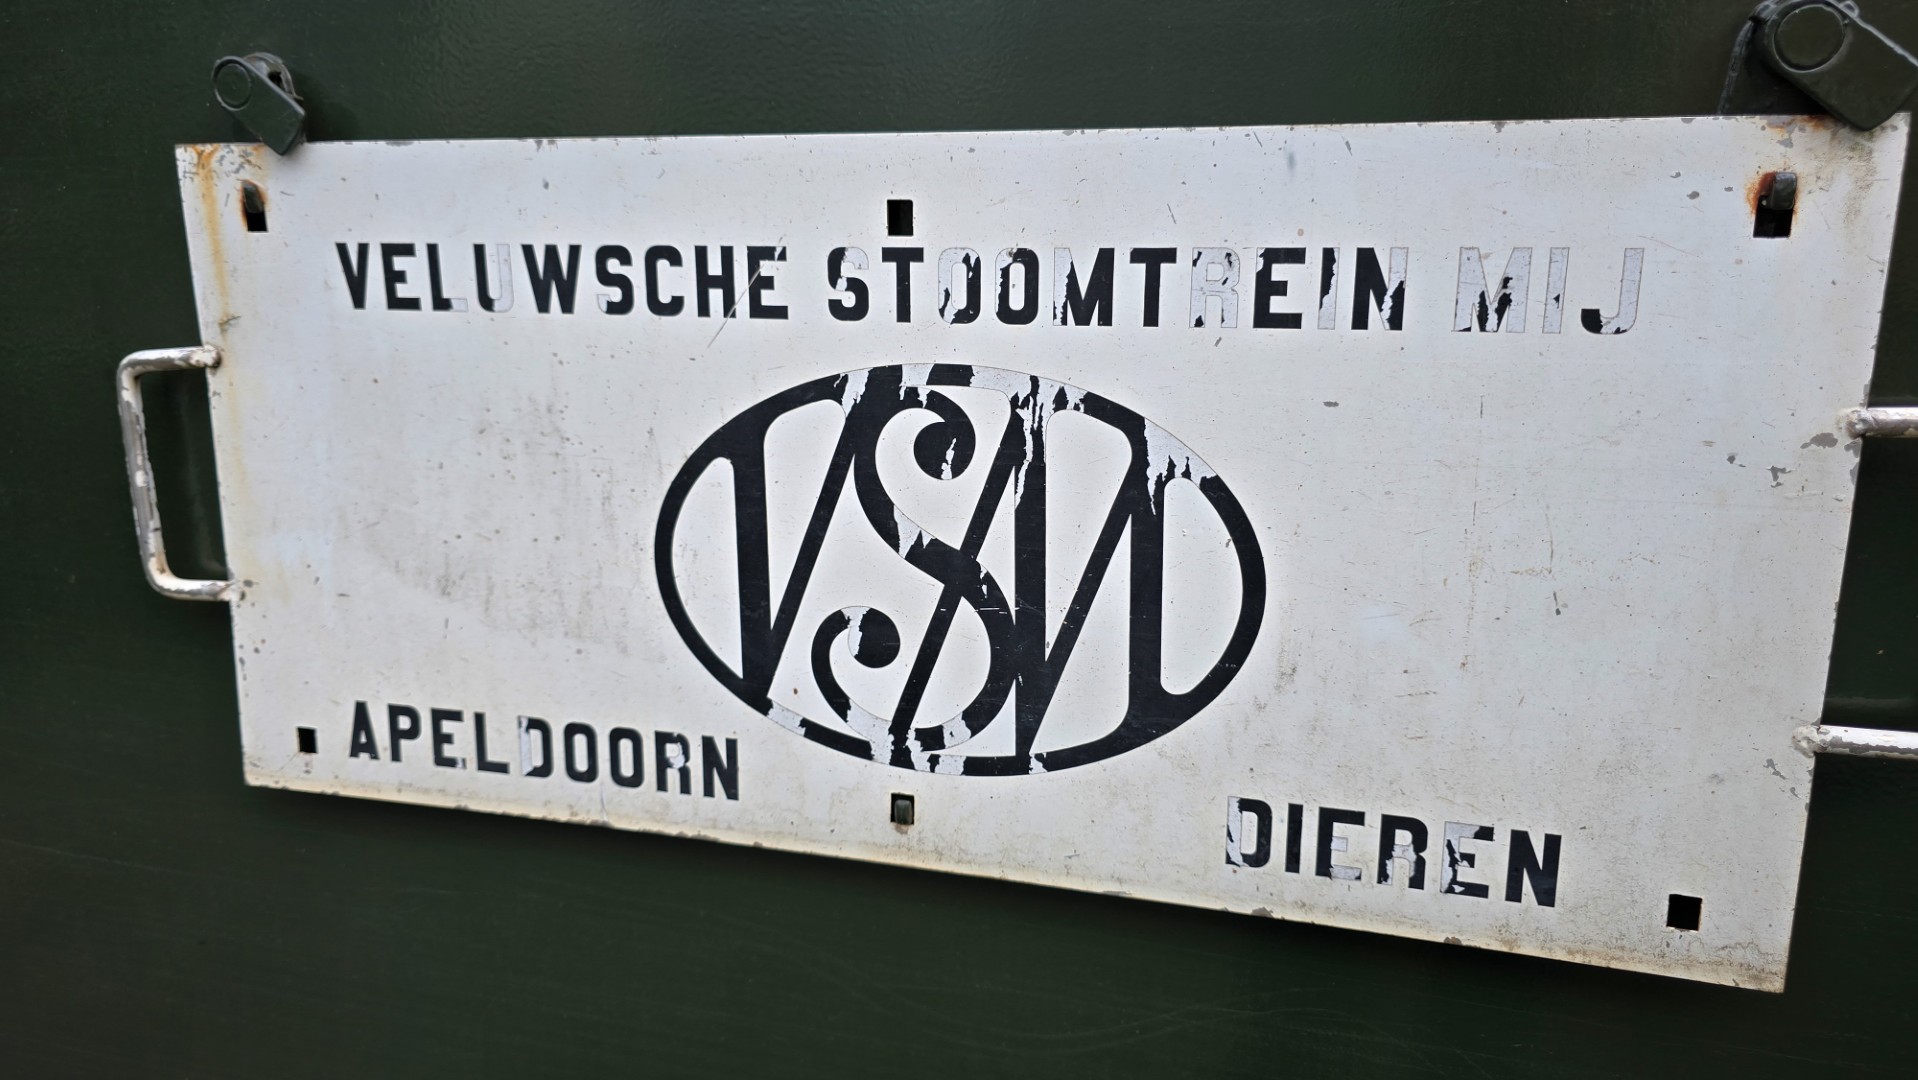 VELUWSCHE STOOMTREIN MIJ
VSM
APELDOORN
DIEREN